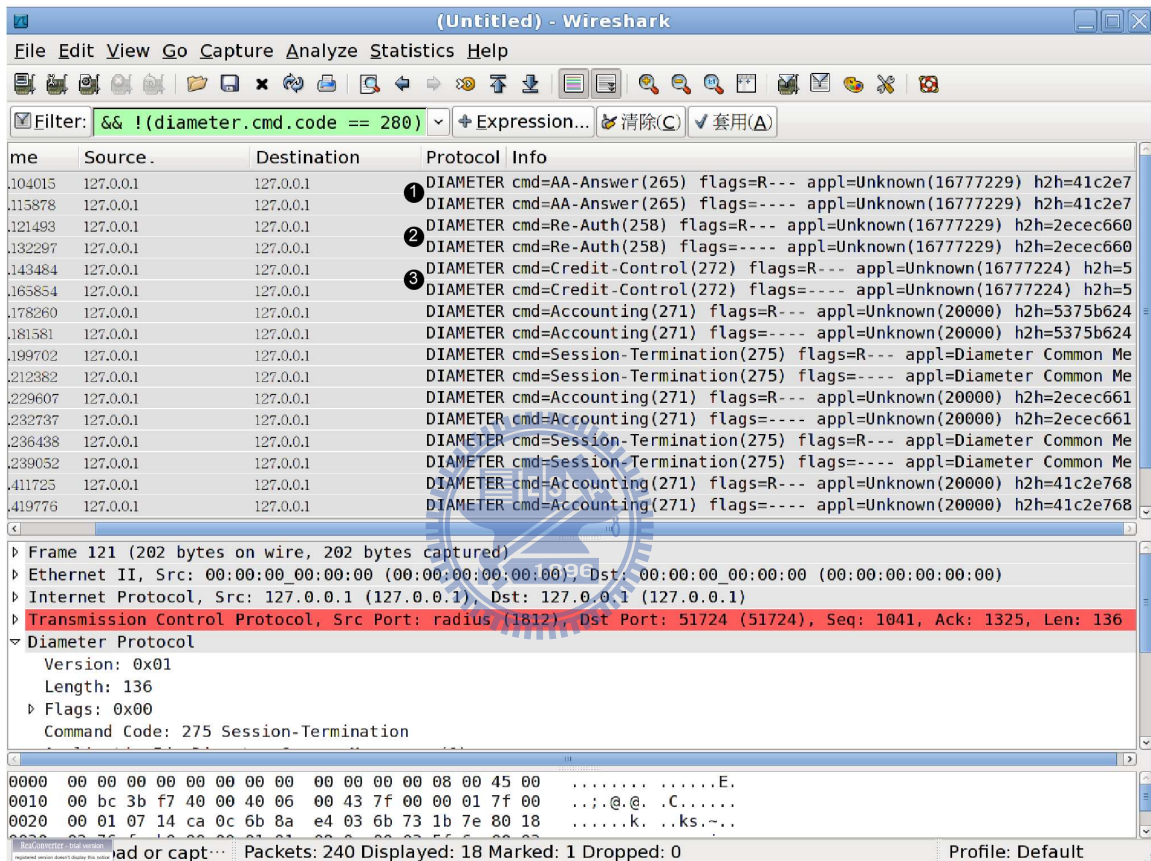 (Untitled) - Wireshark
File Edit View Go Capture Analyze Statistics Help
Filter: && !(diameter.cmd.code == 280) Expression... 清除(C) 套用(A)
me Source . Destination Protocol Info
.104015 127.0.0.1 127.0.0.1 1 DIAMETER cmd=AA-Answer(265) flags=R--- appl=Unknown(16777229) h2h=41c2e7
.115878 127.0.0.1 127.0.0.1 DIAMETER cmd=AA-Answer(265) flags=---- appl=Unknown(16777229) h2h=41c2e7
.121493 127.0.0.1 127.0.0.1 2 DIAMETER cmd=Re-Auth(258) flags=R--- appl=Unknown(16777229) h2h=2ecec660
.132297 127.0.0.1 127.0.0.1 DIAMETER cmd=Re-Auth(258) flags=---- appl=Unknown(16777229) h2h=2ecec660
.143484 127.0.0.1 127.0.0.1 3 DIAMETER cmd=Credit-Control(272) flags=R--- appl=Unknown(16777224) h2h=5
.165854 127.0.0.1 127.0.0.1 DIAMETER cmd=Credit-Control(272) flags=---- appl=Unknown(16777224) h2h=5
.178260 127.0.0.1 127.0.0.1 DIAMETER cmd=Accounting(271) flags=R--- appl=Unknown(20000) h2h=5375b624
.181581 127.0.0.1 127.0.0.1 DIAMETER cmd=Accounting(271) flags=---- appl=Unknown(20000) h2h=5375b624
.199702 127.0.0.1 127.0.0.1 DIAMETER cmd=Session-Termination(275) flags=R--- appl=Diameter Common Me
.212382 127.0.0.1 127.0.0.1 DIAMETER cmd=Session-Termination(275) flags=---- appl=Diameter Common Me
.229607 127.0.0.1 127.0.0.1 DIAMETER cmd=Accounting(271) flags=R--- appl=Unknown(20000) h2h=2ecec661
.232737 127.0.0.1 127.0.0.1 DIAMETER cmd=Accounting(271) flags=---- appl=Unknown(20000) h2h=2ecec661
.236438 127.0.0.1 127.0.0.1 DIAMETER cmd=Session-Termination(275) flags=R--- appl=Diameter Common Me
.239052 127.0.0.1 127.0.0.1 DIAMETER cmd=Session-Termination(275) flags=---- appl=Diameter Common Me
.411725 127.0.0.1 127.0.0.1 DIAMETER cmd=Accounting(271) flags=R--- appl=Unknown(20000) h2h=41c2e768
.419776 127.0.0.1 127.0.0.1 DIAMETER cmd=Accounting(271) flags=---- appl=Unknown(20000) h2h=41c2e768
Frame 121 (202 bytes on wire, 202 bytes captured)
Ethernet II, Src: 00:00:00_00:00:00 (00:00:00:00:00:00), Dst: 00:00:00_00:00:00 (00:00:00:00:00:00)
1896
Internet Protocol, Src: 127.0.0.1 (127.0.0.1), Dst: 127.0.0.1 (127.0.0.1)
Transmission Control Protocol, Src Port: radius (1812), Dst Port: 51724 (51724), Seq: 1041, Ack: 1325, Len: 136
Diameter Protocol
Version: 0x01
Length: 136
Flags: 0x00
Command Code: 275 Session-Termination
0000 00 00 00 00 00 00 00 00 00 00 00 00 08 00 45 00 ........ ......E.
0010 00 bc 3b f7 40 00 40 06 00 43 7f 00 00 01 7f 00 ..;.@.@. .C......
0020 00 01 07 14 ca 0c 6b 8a e4 03 6b 73 1b 7e 80 18 ......k. ..ks.~..
ReaConverter - trial version
registered version doesn't display this notice
ad or capt··· Packets: 240 Displayed: 18 Marked: 1 Dropped: 0 Profile: Default